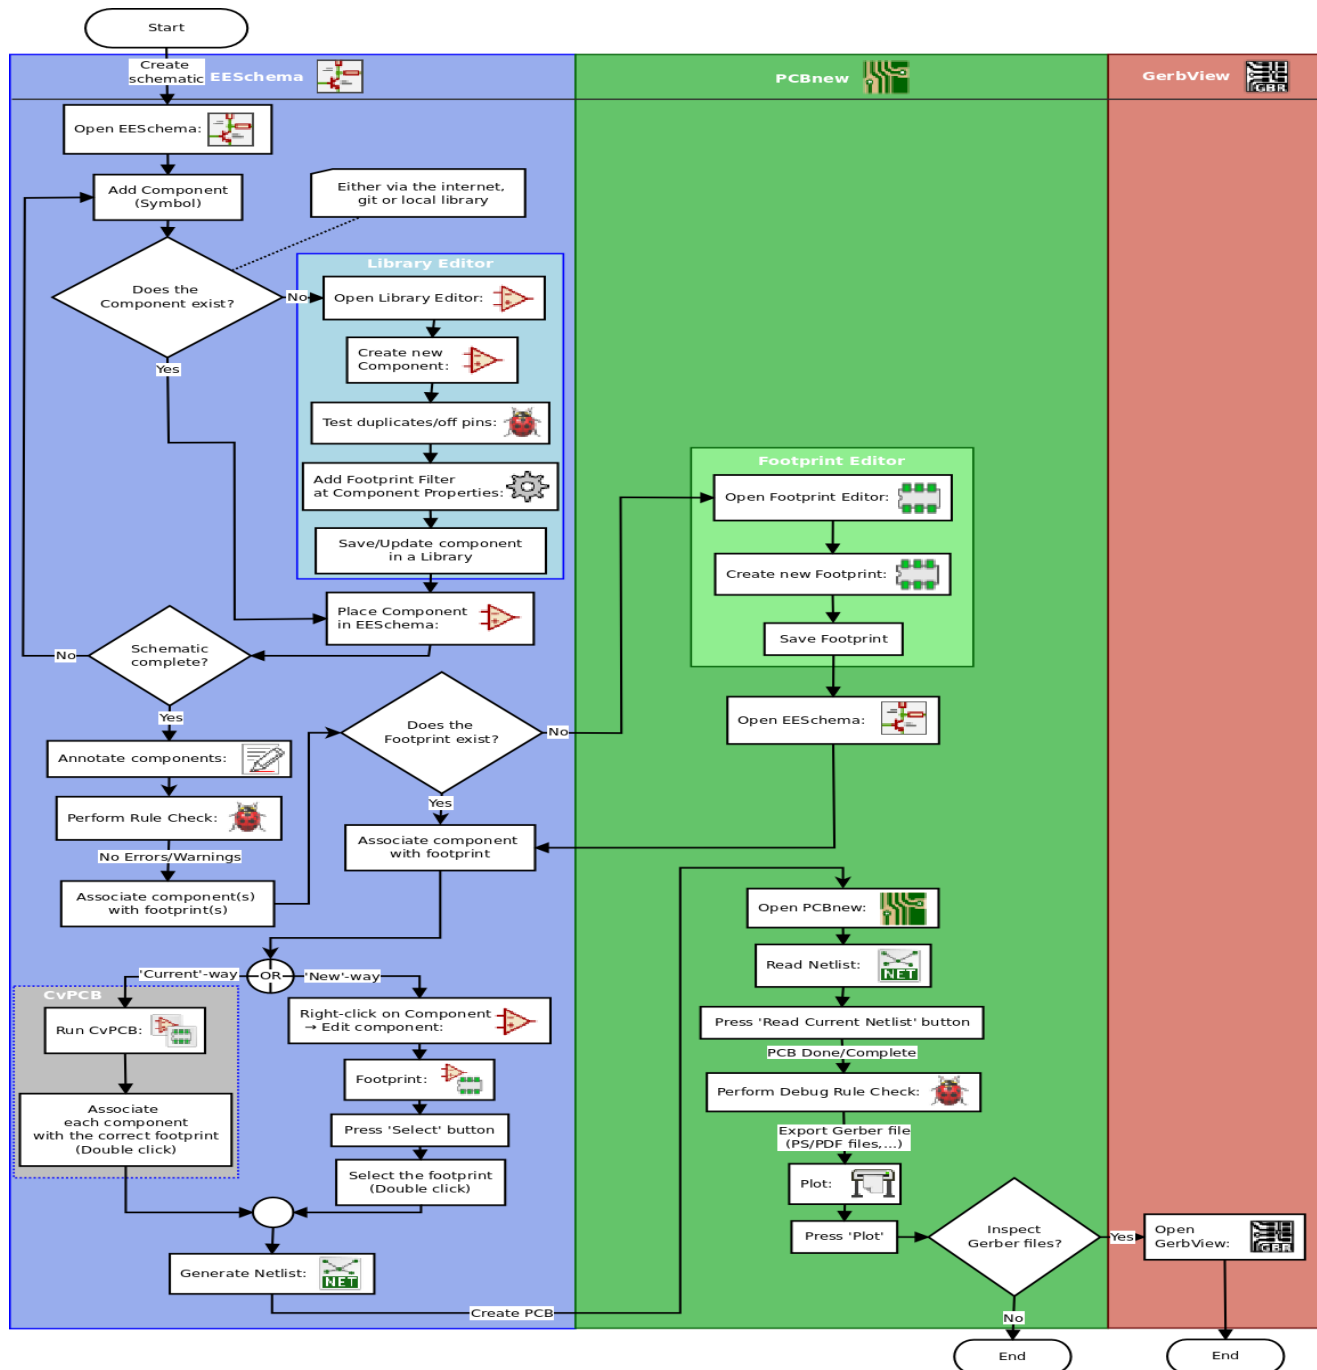 Start
Create
schematic
EESchema
PCBnew
GerbView
GBR
Open EESchema:
Add Component
(Symbol)
Either via the internet,
git or local library
Does the
Component exist?
No
Yes
Library Editor
Open Library Editor:
Create new
Component:
Test duplicates/off pins:
Add Footprint Filter
at Component Properties:
Save/Update component
in a Library
Place Component
in EESchema:
Schematic
complete?
No
Yes
Annotate components:
Perform Rule Check:
No Errors/Warnings
Associate component(s)
with footprint(s)
Does the
Footprint exist?
No
Yes
Footprint Editor
Open Footprint Editor:
Create new Footprint:
Save Footprint
Open EESchema:
Associate component
with footprint
OR
'Current'-way
'New'-way
CvPCB
Run CvPCB:
Associate
each component
with the correct footprint
(Double click)
Right-click on Component
→ Edit component:
Footprint:
Press 'Select' button
Select the footprint
(Double click)
Generate Netlist:
NET
Create PCB
Open PCBnew:
Read Netlist:
NET
Press 'Read Current Netlist' button
PCB Done/Complete
Perform Debug Rule Check:
Export Gerber file
(PS/PDF files,...)
Plot:
Press 'Plot'
Inspect
Gerber files?
Yes
No
Open
GerbView:
GBR
End
End